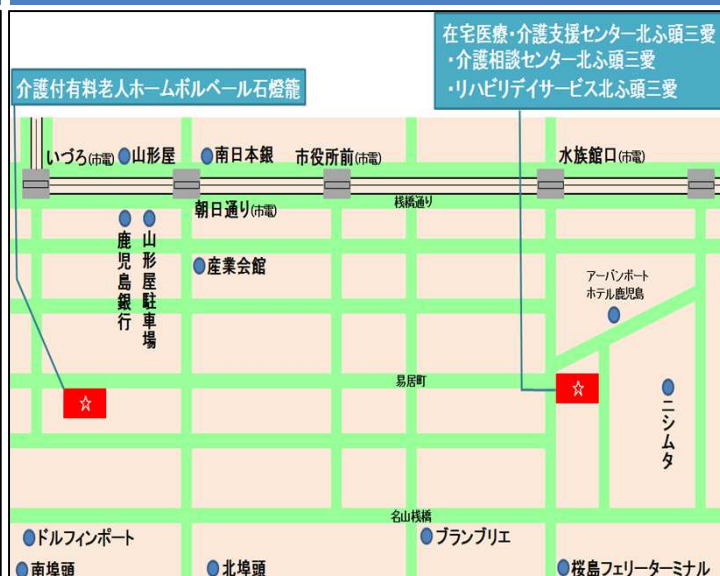 在宅医療・介護支援センター北ふ頭三愛
・介護相談センター北ふ頭三愛
・リハビリデイサービス北ふ頭三愛
介護付有料老人ホームボルベール石燈籠
いづろ(市電)
山形屋
南日本銀
市役所前(市電)
水族館口(市電)
朝日通り(市電)
桟橋通り
鹿児島銀行
山形屋駐車場
産業会館
アーバンポート
ホテル鹿児島
易居町
☆
☆
ニシムタ
名山桟橋
ドルフィンポート
ブランブリエ
南埠頭
北埠頭
桜島フェリーターミナル